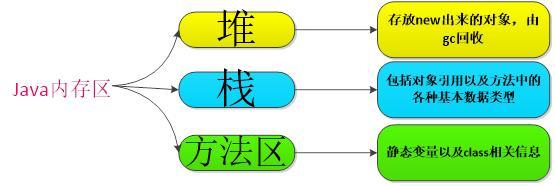 Java内存区
堆
存放new出来的对象，由
gc回收
栈
包括对象引用以及方法中的
各种基本数据类型
方法区
静态变量以及class相关信息